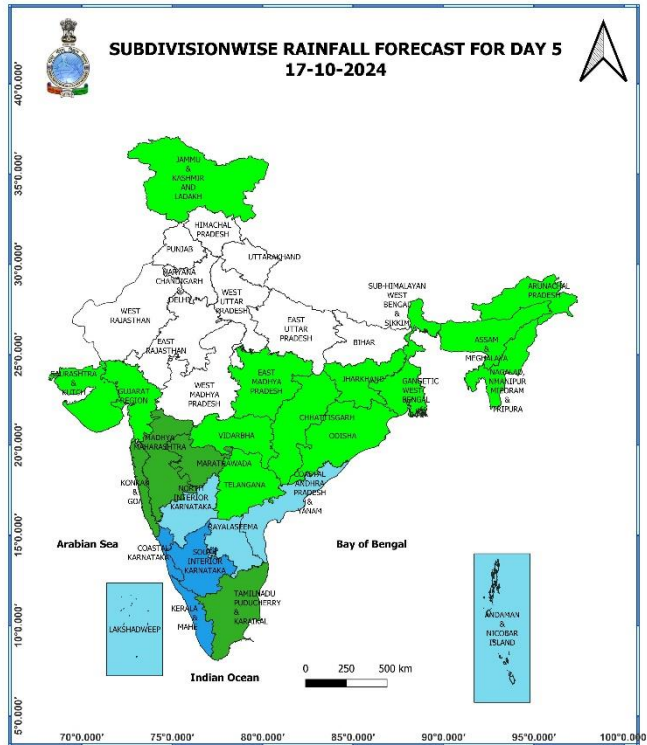 SUBDIVISIONWISE RAINFALL FORECAST FOR DAY 5
17-10-2024
40°0.000'
35°0.000'
30°0.000'
25°0.000'
20°0.000'
15°0.000'
10°0.000'
5°0.000'
JAMMU
&
KASHMIR
AND
LADAKH
HIMACHAL
PRADESH
PUNJAB
UTTARAKHAND
HARYANA
CHANDIGARH
&
DELHI
WEST
UTTAR
PRADESH
WEST
RAJASTHAN
EAST
RAJASTHAN
EAST
UTTAR
PRADESH
BIHAR
SUB-HIMALAYAN
WEST
BENGAL
&
SIKKIM
ARUNACHAL
PRADESH
ASSAM
&
MEGHALAYA
NAGALAD,
MANIPUR
MIZORAM
&
TRIPURA
SAURASHTRA
&
KUTCH
GUJARAT
REGION
WEST
MADHYA
PRADESH
EAST
MADHYA
PRADESH
JHARKHAND
GANGETIC
WEST
BENGAL
CHHATTISGARH
ODISHA
VIDARBHA
MADHYA
MAHARASHTRA
MARATHAWADA
KONKAN
&
GOA
TELANGANA
COASTAL
ANDHRA
PRADESH
&
YANAM
NORTH
INTERIOR
KARNATAKA
RAYALASEEMA
Arabian Sea
Bay of Bengal
COASTAL
KARNATAKA
SOUTH
INTERIOR
KARNATAKA
TAMILNADU
PUDUCHERRY
&
KARAIKAL
KERALA
&
MAHE
LAKSHADWEEP
ANDAMAN
&
NICOBAR
ISLAND
Indian Ocean
0 250 500 km
70°0.000' 75°0.000' 80°0.000' 85°0.000' 90°0.000' 95°0.000' 100°0.000'